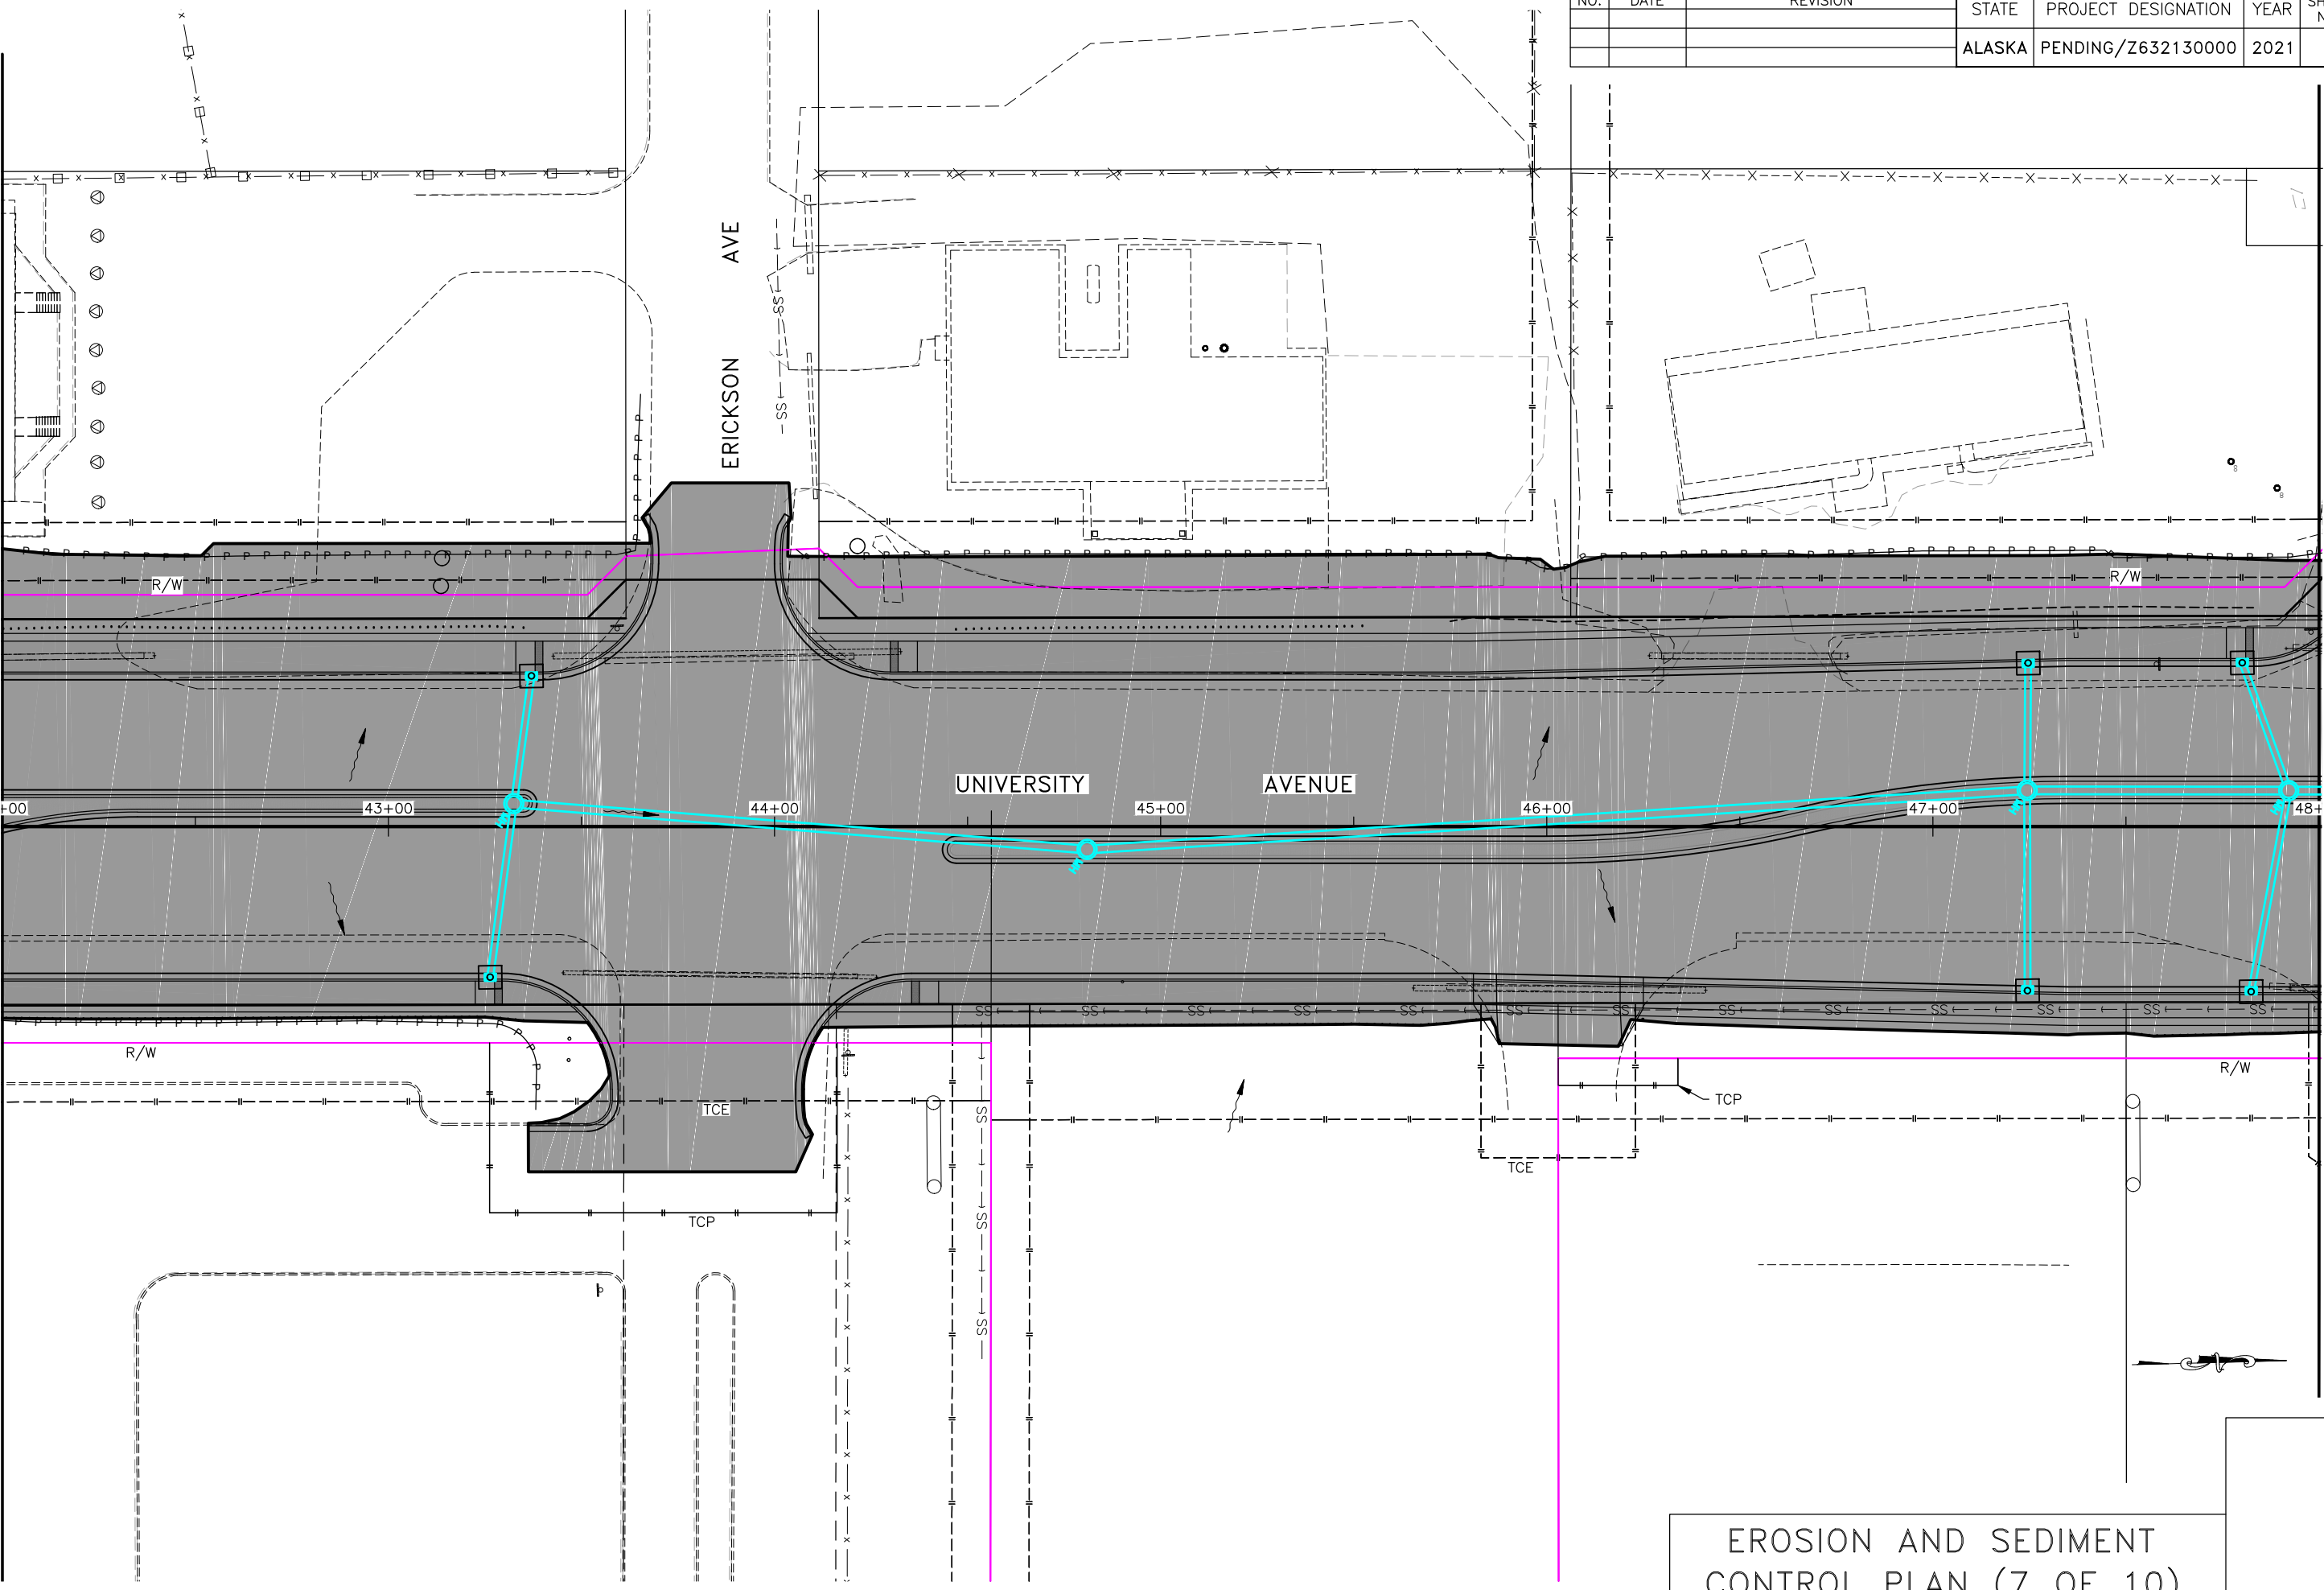 NO. DATE REVISION
STATE PROJECT DESIGNATION YEAR
ALASKA PENDING/Z632130000 2021
ERICKSON AVE
SS
SS
R/W
R/W
UNIVERSITY AVENUE
+00 43+00 44+00 45+00 46+00 47+00 48+
SS SS SS SS SS SS SS SS SS SS SS SS SS
R/W
R/W
TCE
TCP
SS
TCE
TCP
SS
SS
EROSION AND SEDIMENT
CONTROL PLAN (7 OF 10)